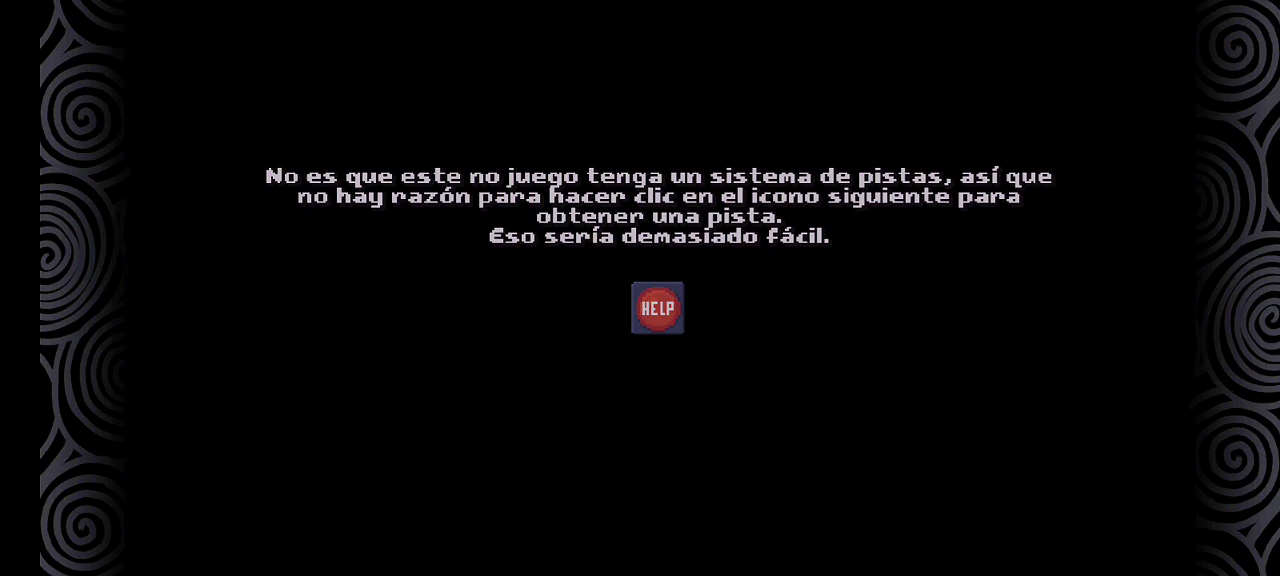 No es que este no juego tenga un sistema de pistas, así que
no hay razón para hacer clic en el icono siguiente para
obtener una pista.
Eso sería demasiado fácil.
HELP